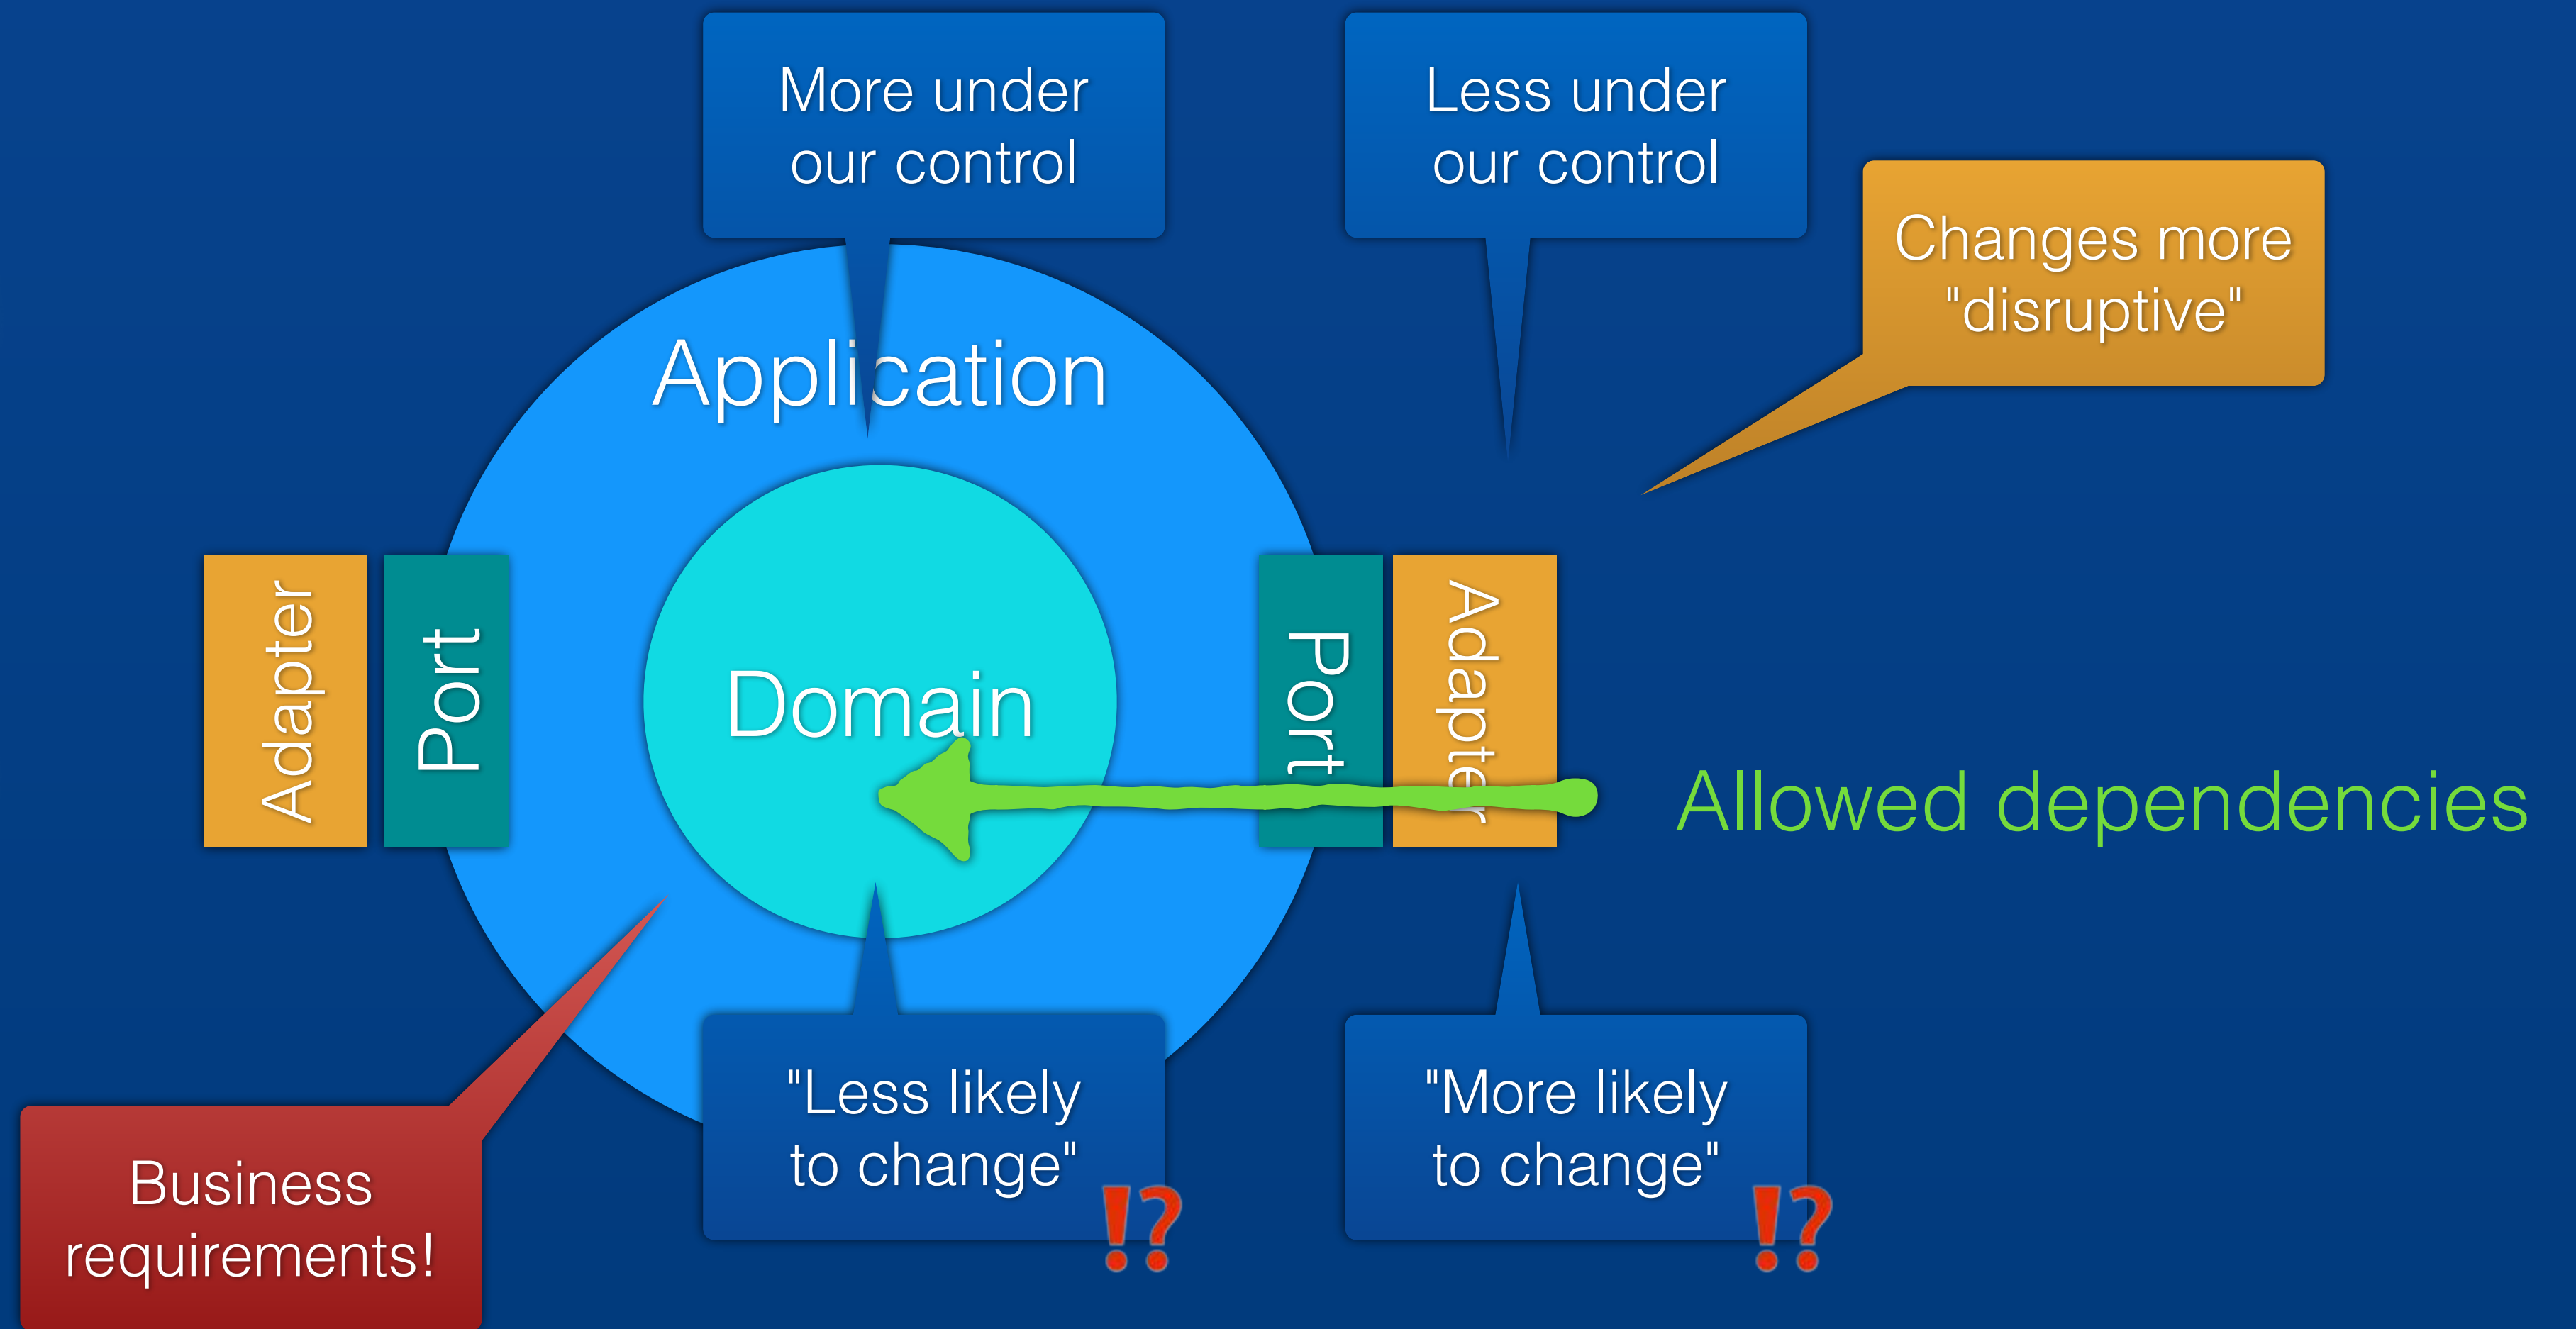 More under
our control
Less under
our control
Changes more
"disruptive"
Application
Adapter
Port
Domain
Port
Adapter
Allowed dependencies
"Less likely
to change"
⁉
"More likely
to change"
⁉
Business
requirements!